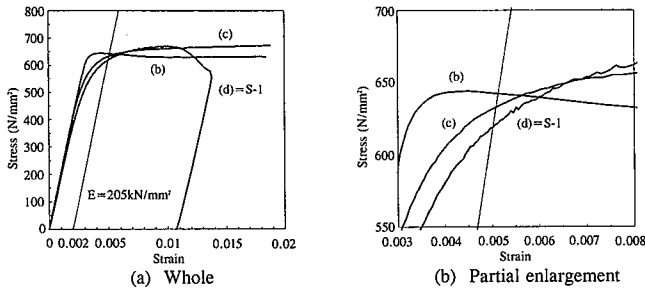 800
700
600
500
400
300
200
100
0
Stress (N/mm²)
(c)
(b)
(d)=S-1
E=205kN/mm²
0 0.002 0.005 0.01 0.015 0.02
Strain
(a) Whole
700
650
600
550
Stress (N/mm²)
(b)
(c)
(d)=S-1
0.003 0.004 0.005 0.006 0.007 0.008
Strain
(b) Partial enlargement